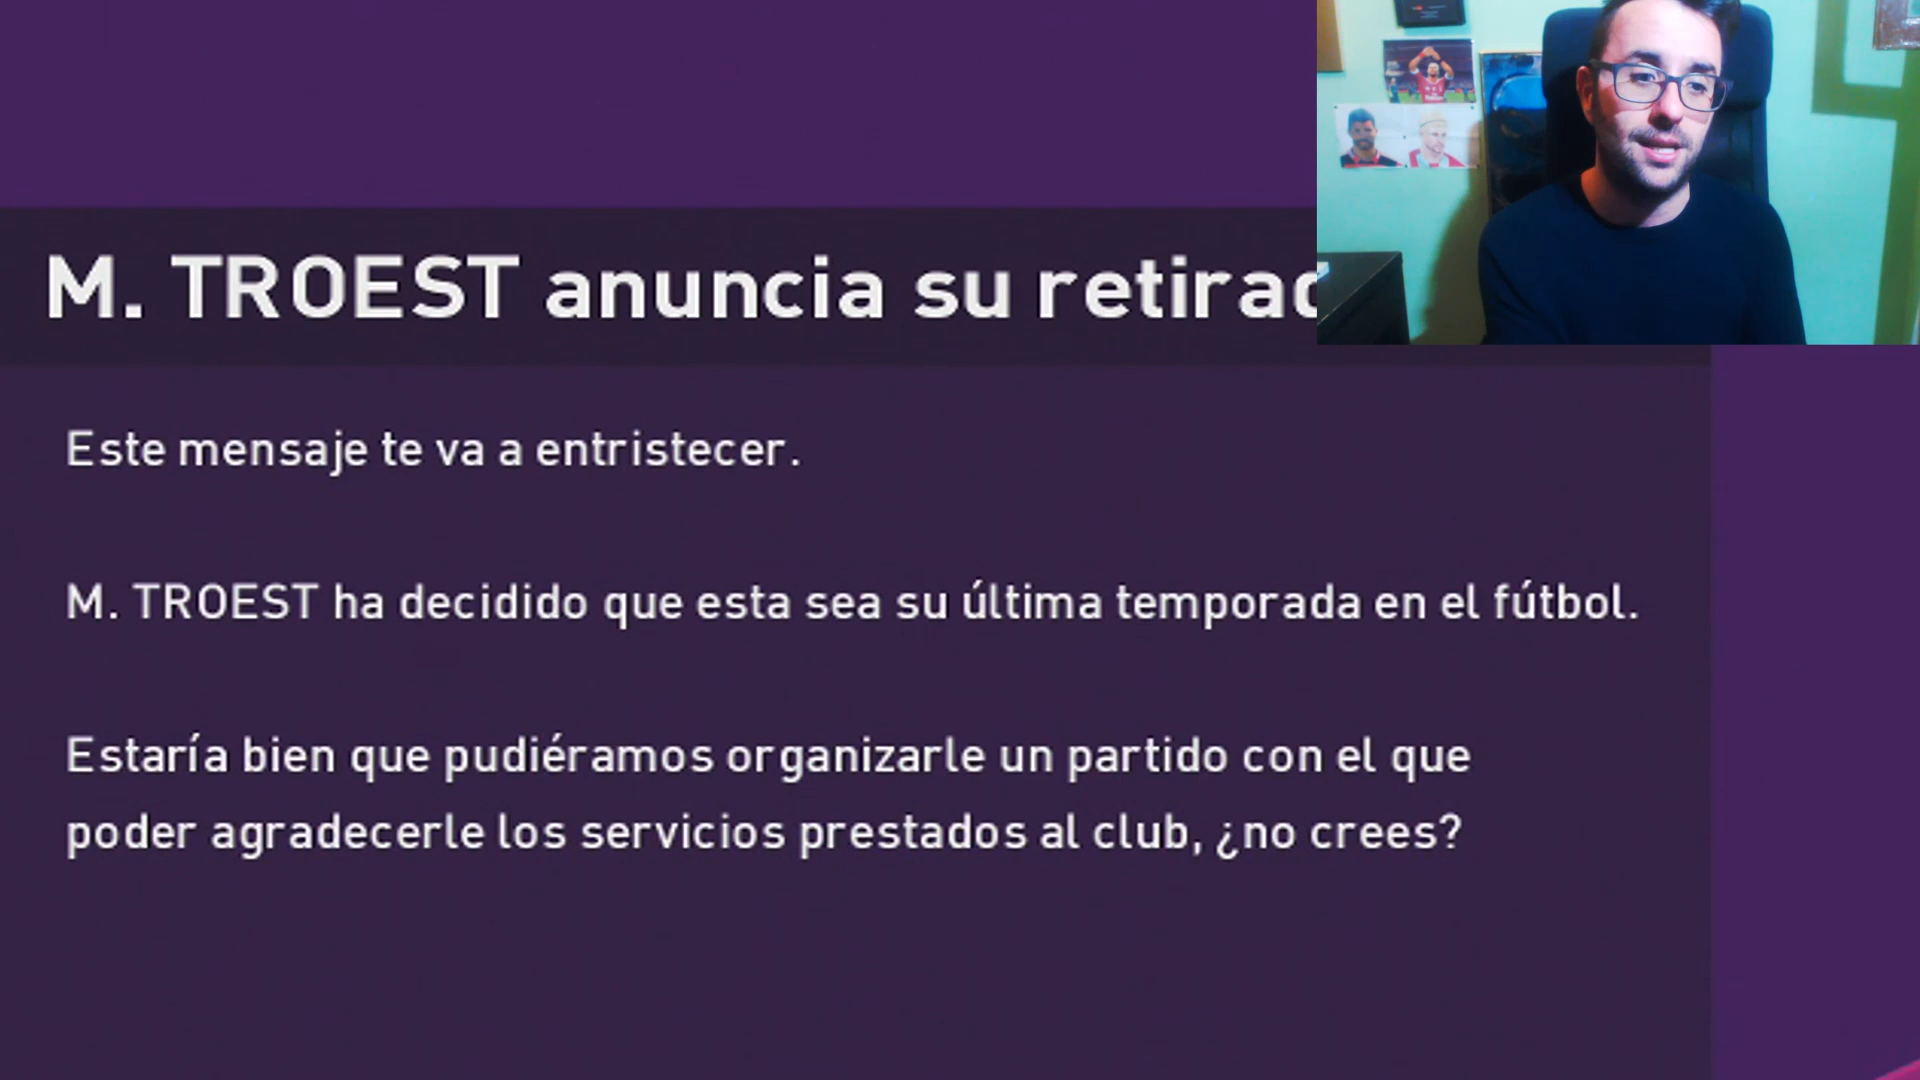 M. TROEST anuncia su
Este mensaje te va a entristecer.
M. TROEST ha decidido que esta sea su última temporada en el fútbol.
Estaría bien que pudiéramos organizarle un partido con el que
poder agradecerle los servicios prestados al club, ¿no crees?